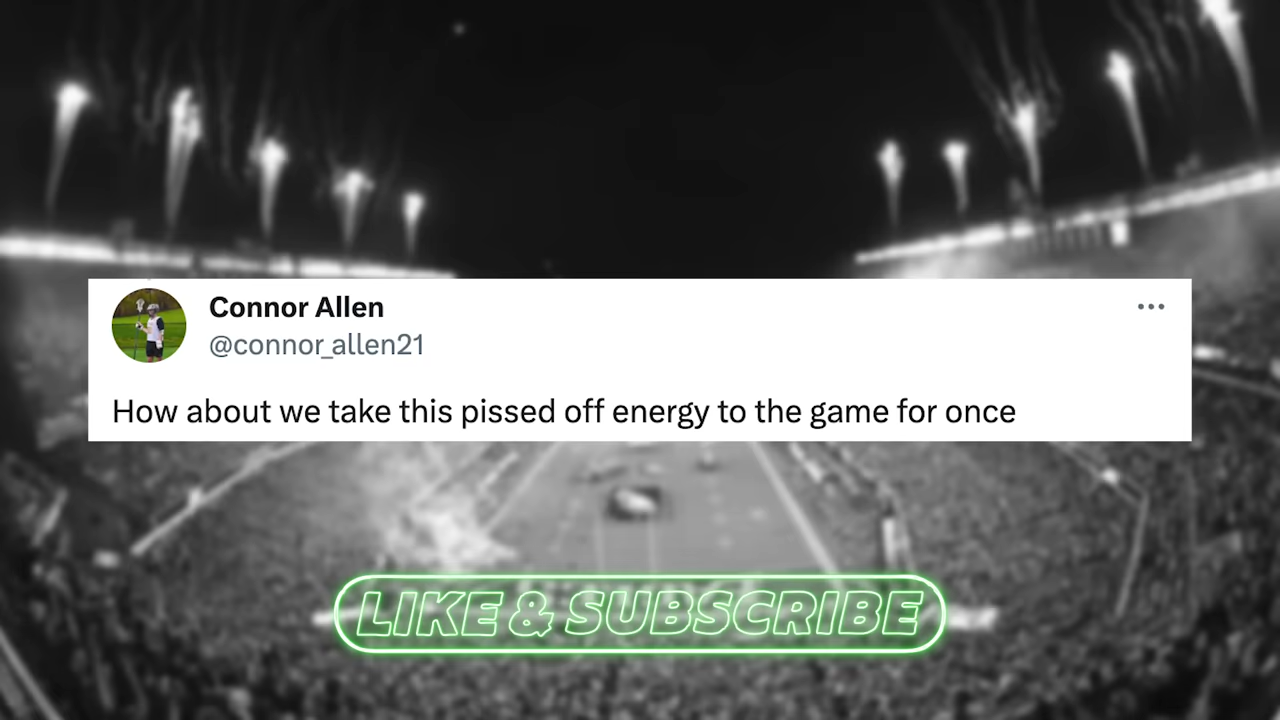 Connor Allen
@connor_allen21
How about we take this pissed off energy to the game for once
LIKE & SUBSCRIBE